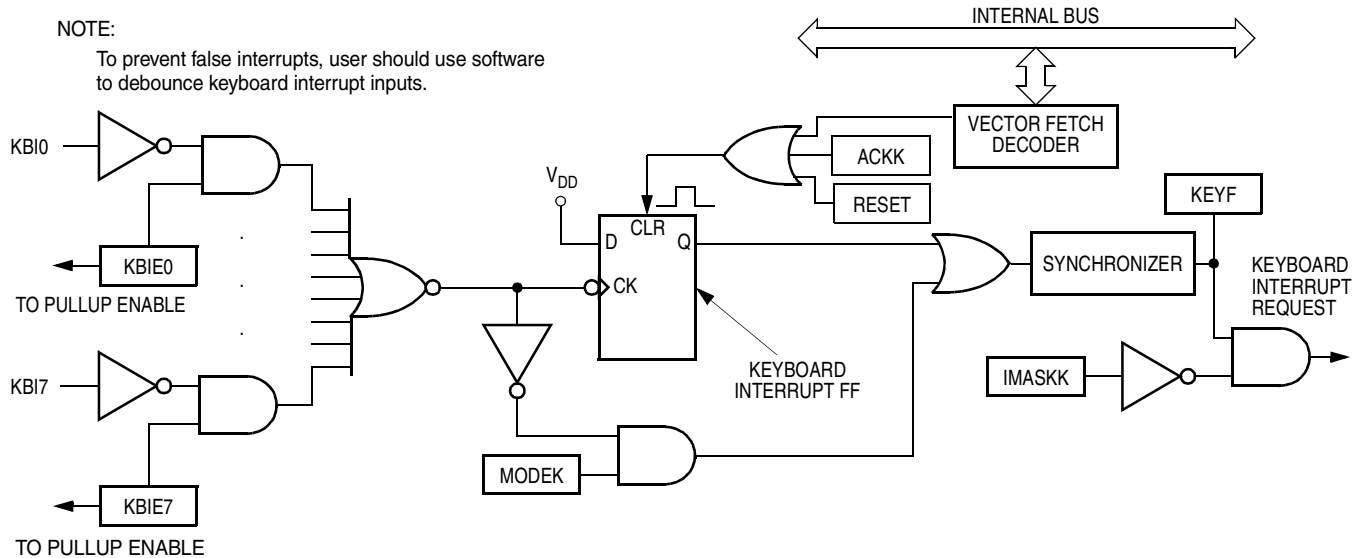 NOTE:
To prevent false interrupts, user should use software
to debounce keyboard interrupt inputs.
INTERNAL BUS
VECTOR FETCH
DECODER
ACKK
RESET
KBI0
KBIE0
TO PULLUP ENABLE
.
.
.
KBI7
KBIE7
TO PULLUP ENABLE
VDD
CLR
D
Q
CK
KEYBOARD
INTERRUPT FF
MODEK
SYNCHRONIZER
KEYF
KEYBOARD
INTERRUPT
REQUEST
IMASKK